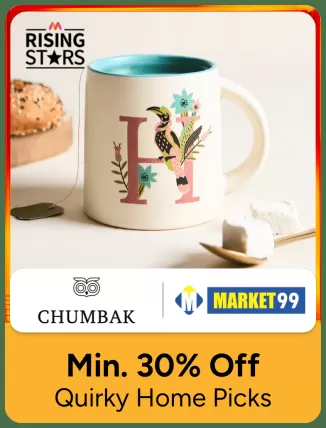 RISING
STARS
H
CHUMBAK
MARKET99
Min. 30% Off
Quirky Home Picks